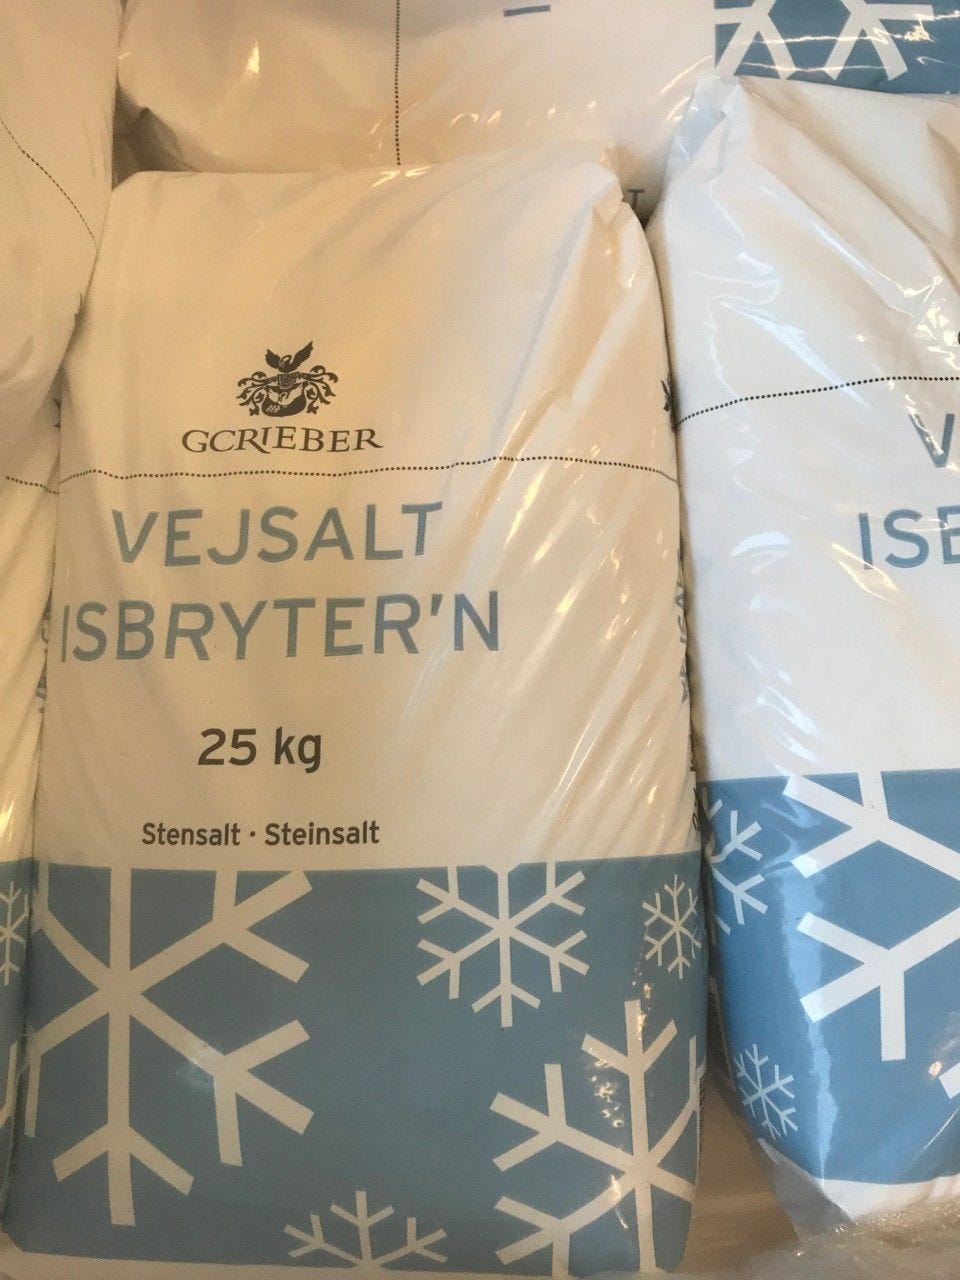 GCRIEBER
VEJSALT
ISBRYTER'N
25 kg
Stensalt · Steinsalt